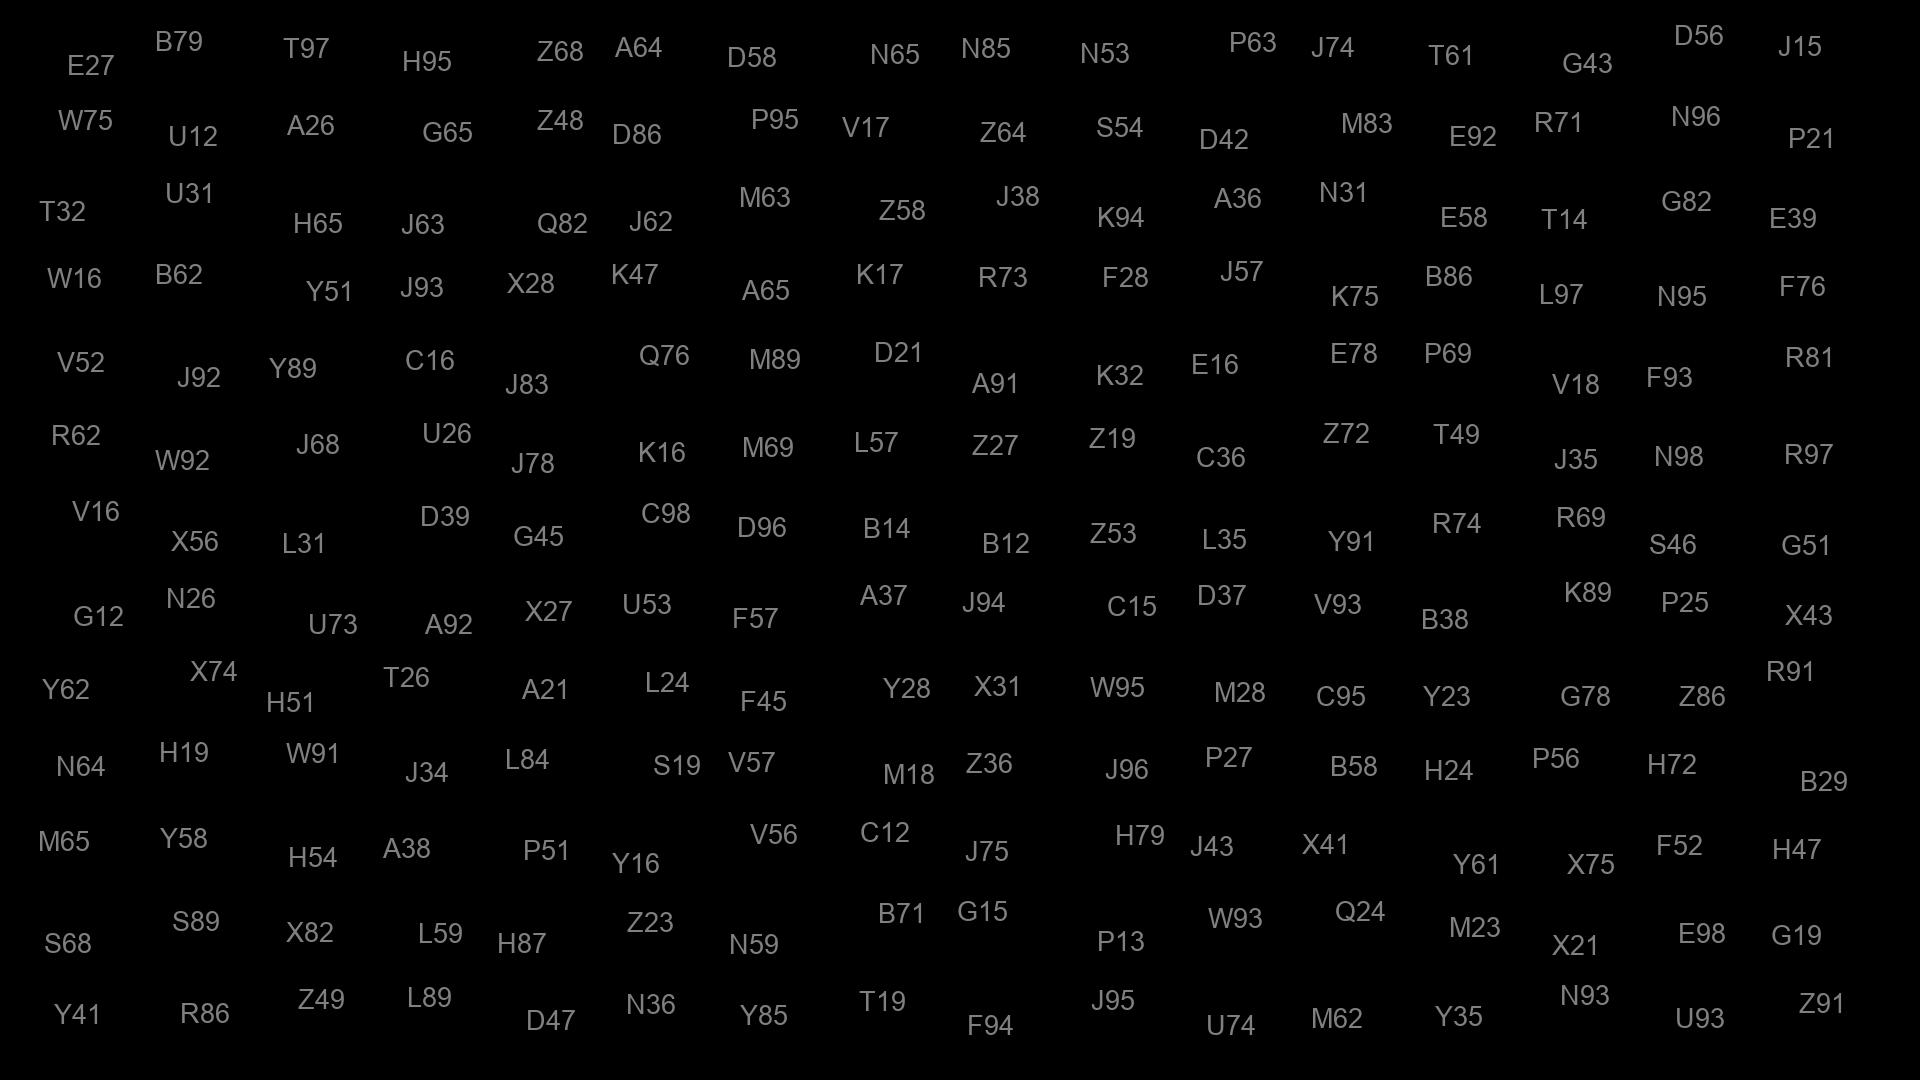 E27 B79 T97 H95 Z68 A64 D58 N65 N85 N53 P63 J74 T61 G43 D56 J15
W75 U12 A26 G65 Z48 D86 P95 V17 Z64 S54 D42 M83 E92 R71 N96 P21
T32 U31 H65 J63 Q82 J62 M63 Z58 J38 K94 A36 N31 E58 T14 G82 E39
W16 B62 Y51 J93 X28 K47 A65 K17 R73 F28 J57 K75 B86 L97 N95 F76
V52 J92 Y89 C16 J83 Q76 M89 D21 A91 K32 E16 E78 P69 V18 F93 R81
R62 W92 J68 U26 J78 K16 M69 L57 Z27 Z19 C36 Z72 T49 J35 N98 R97
V16 X56 L31 D39 G45 C98 D96 B14 B12 Z53 L35 Y91 R74 R69 S46 G51
G12 N26 U73 A92 X27 U53 F57 A37 J94 C15 D37 V93 B38 K89 P25 X43
Y62 X74 H51 T26 A21 L24 F45 Y28 X31 W95 M28 C95 Y23 G78 Z86 R91
N64 H19 W91 J34 L84 S19 V57 M18 Z36 J96 P27 B58 H24 P56 H72 B29
M65 Y58 H54 A38 P51 Y16 V56 C12 J75 H79 J43 X41 Y61 X75 F52 H47
S68 S89 X82 L59 H87 Z23 N59 B71 G15 P13 W93 Q24 M23 X21 E98 G19
Y41 R86 Z49 L89 D47 N36 Y85 T19 F94 J95 U74 M62 Y35 N93 U93 Z91